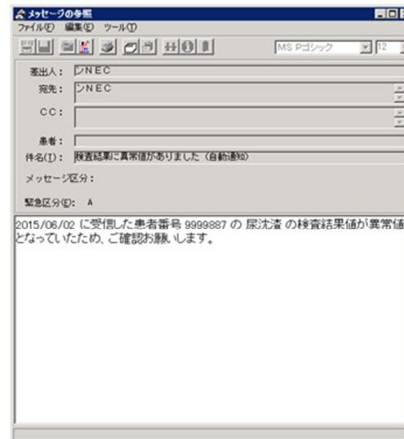 メッセージの参照
ファイル(F) 編集(E) ツール(T)
MS Pゴシック 12
差出人: DNEC
宛先: DNEC
CC:
患者:
件名(T): 検査結果に異常値がありました(自動通知)
メッセージ区分:
緊急区分(E): A
2015/06/02 に受信した患者番号 9999887 の 尿沈渣 の検査結果値が異常値
となっていたため、ご確認お願いします。